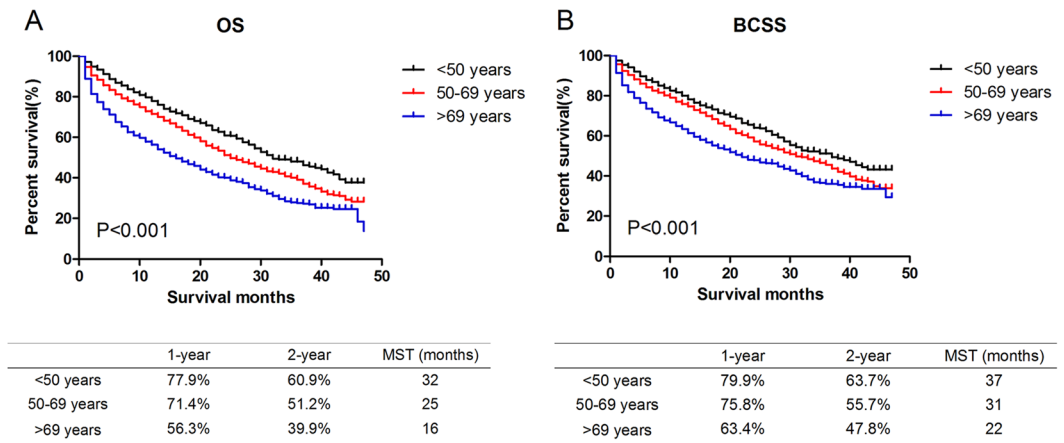 A
OS
Percent survival(%)
100
80
60
40
20
0
0 10 20 30 40 50
Survival months
<50 years
50-69 years
>69 years
P<0.001
B
BCSS
Percent survival(%)
100
80
60
40
20
0
0 10 20 30 40 50
Survival months
<50 years
50-69 years
>69 years
P<0.001
1-year 2-year MST (months)
<50 years 77.9% 60.9% 32
50-69 years 71.4% 51.2% 25
>69 years 56.3% 39.9% 16
1-year 2-year MST (months)
<50 years 79.9% 63.7% 37
50-69 years 75.8% 55.7% 31
>69 years 63.4% 47.8% 22